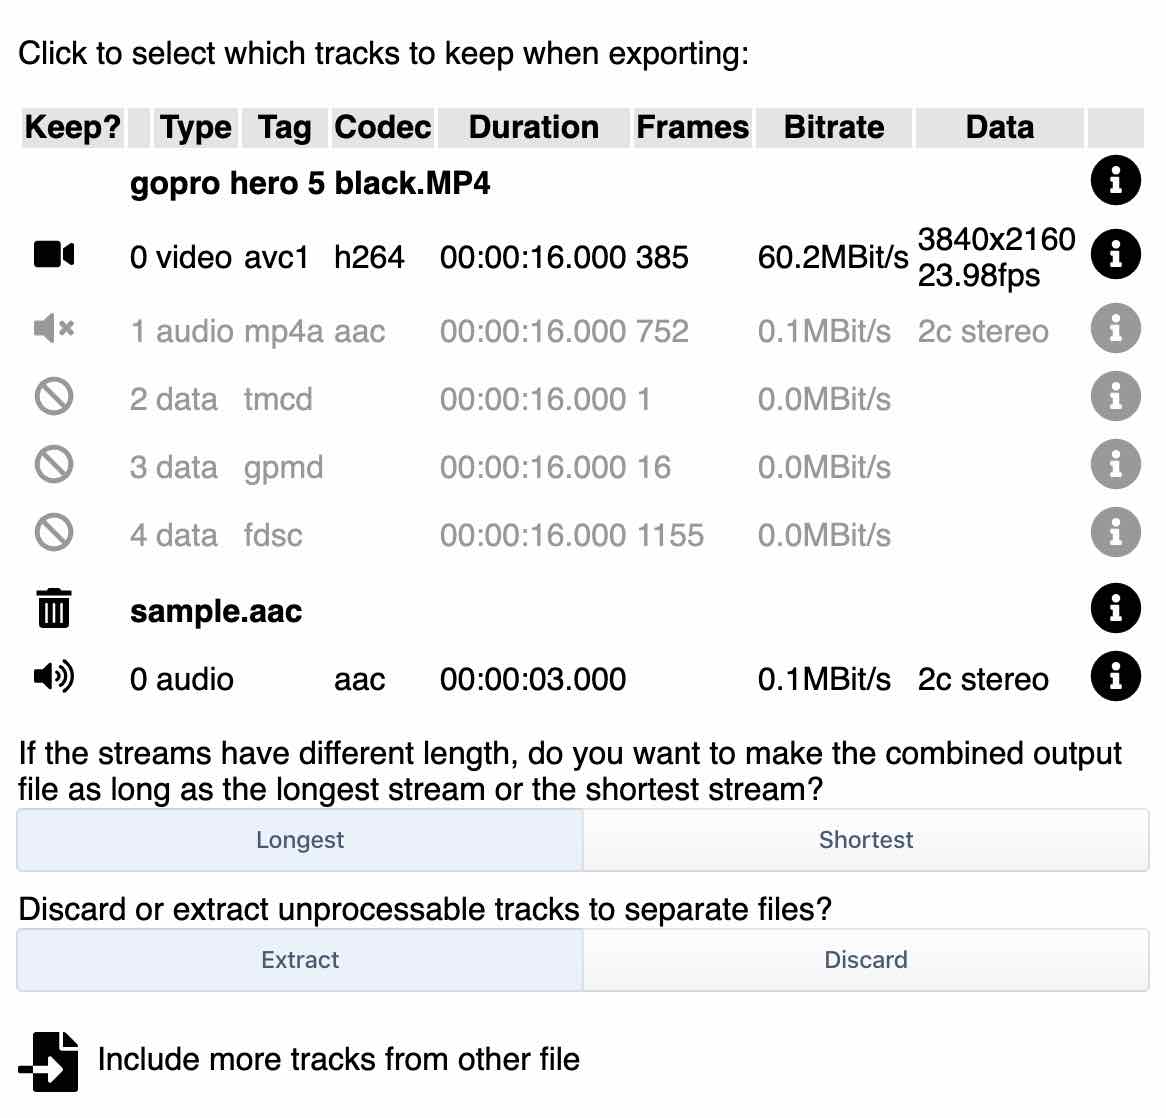 Click to select which tracks to keep when exporting:
Keep? Type Tag Codec Duration Frames Bitrate Data
gopro hero 5 black.MP4
0 video avc1 h264 00:00:16.000 385 60.2MBit/s 3840x2160
23.98fps
1 audio mp4a aac 00:00:16.000 752 0.1MBit/s 2c stereo
2 data tmcd 00:00:16.000 1 0.0MBit/s
3 data gpmd 00:00:16.000 16 0.0MBit/s
4 data fdsc 00:00:16.000 1155 0.0MBit/s
sample.aac
0 audio aac 00:00:03.000 0.1MBit/s 2c stereo
If the streams have different length, do you want to make the combined output
file as long as the longest stream or the shortest stream?
Longest Shortest
Discard or extract unprocessable tracks to separate files?
Extract Discard
Include more tracks from other file